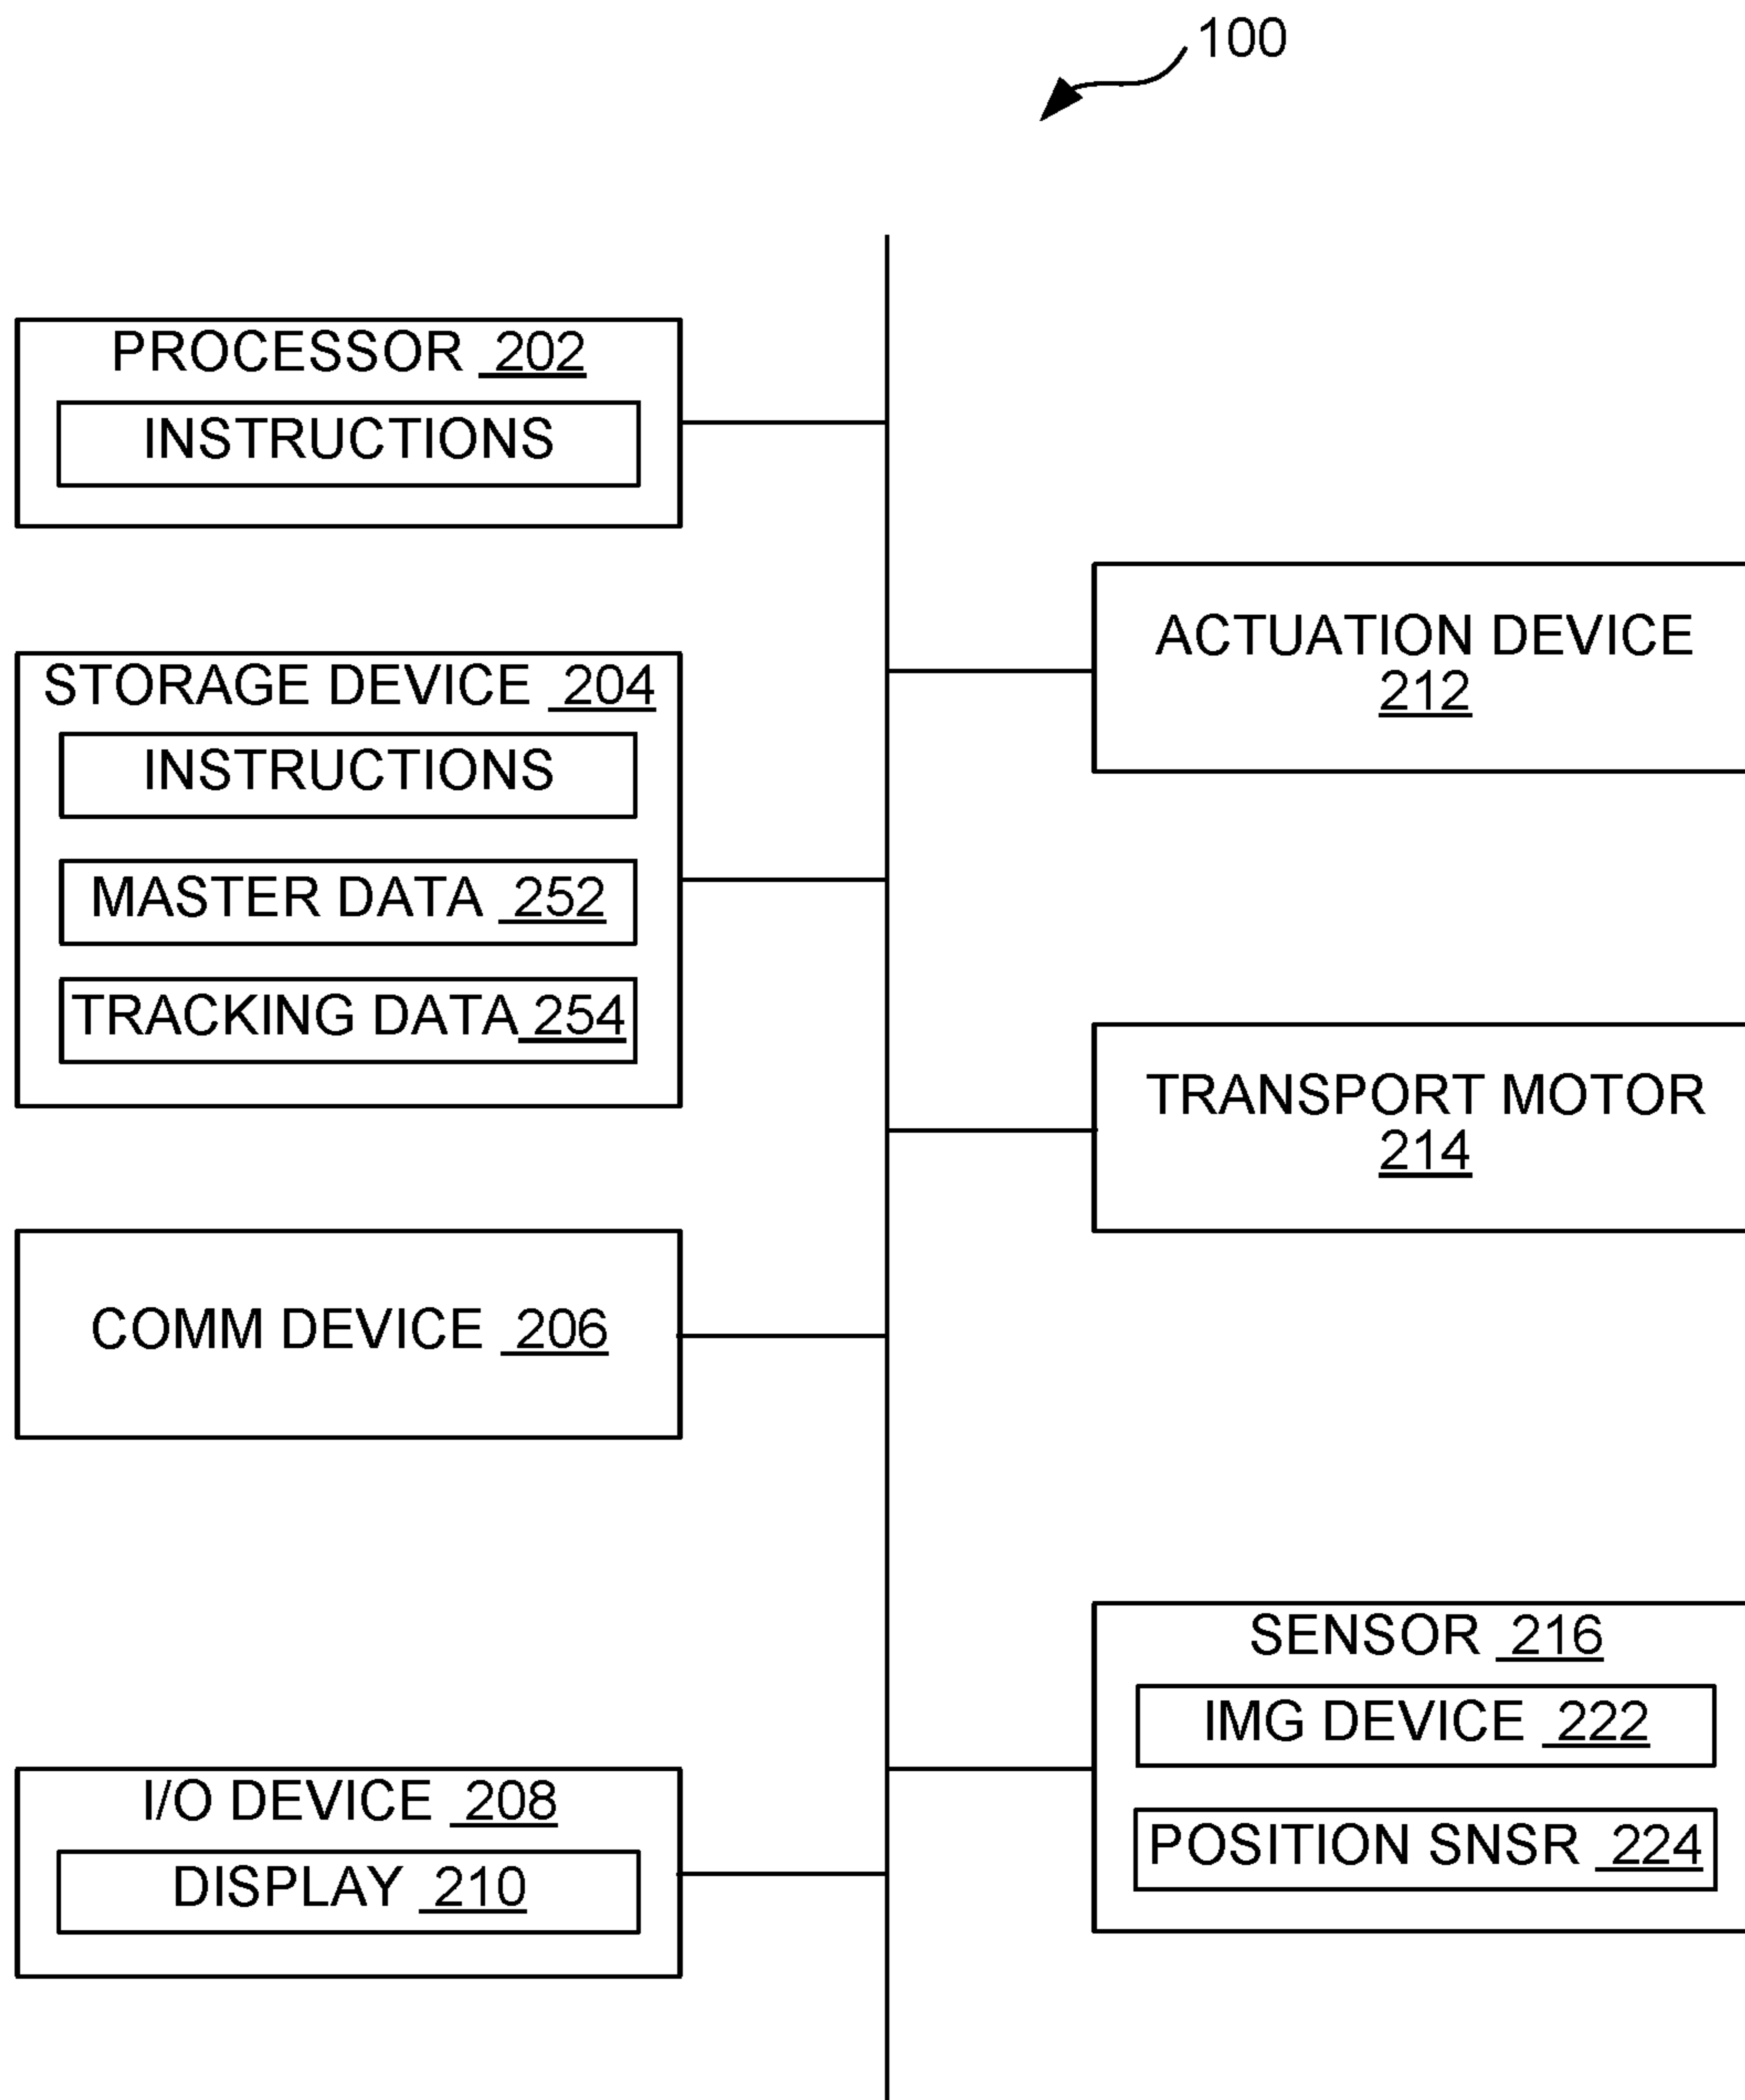 100
PROCESSOR 202
INSTRUCTIONS
STORAGE DEVICE 204
INSTRUCTIONS
MASTER DATA 252
TRACKING DATA 254
COMM DEVICE 206
I/O DEVICE 208
DISPLAY 210
ACTUATION DEVICE
212
TRANSPORT MOTOR
214
SENSOR 216
IMG DEVICE 222
POSITION SNSR 224